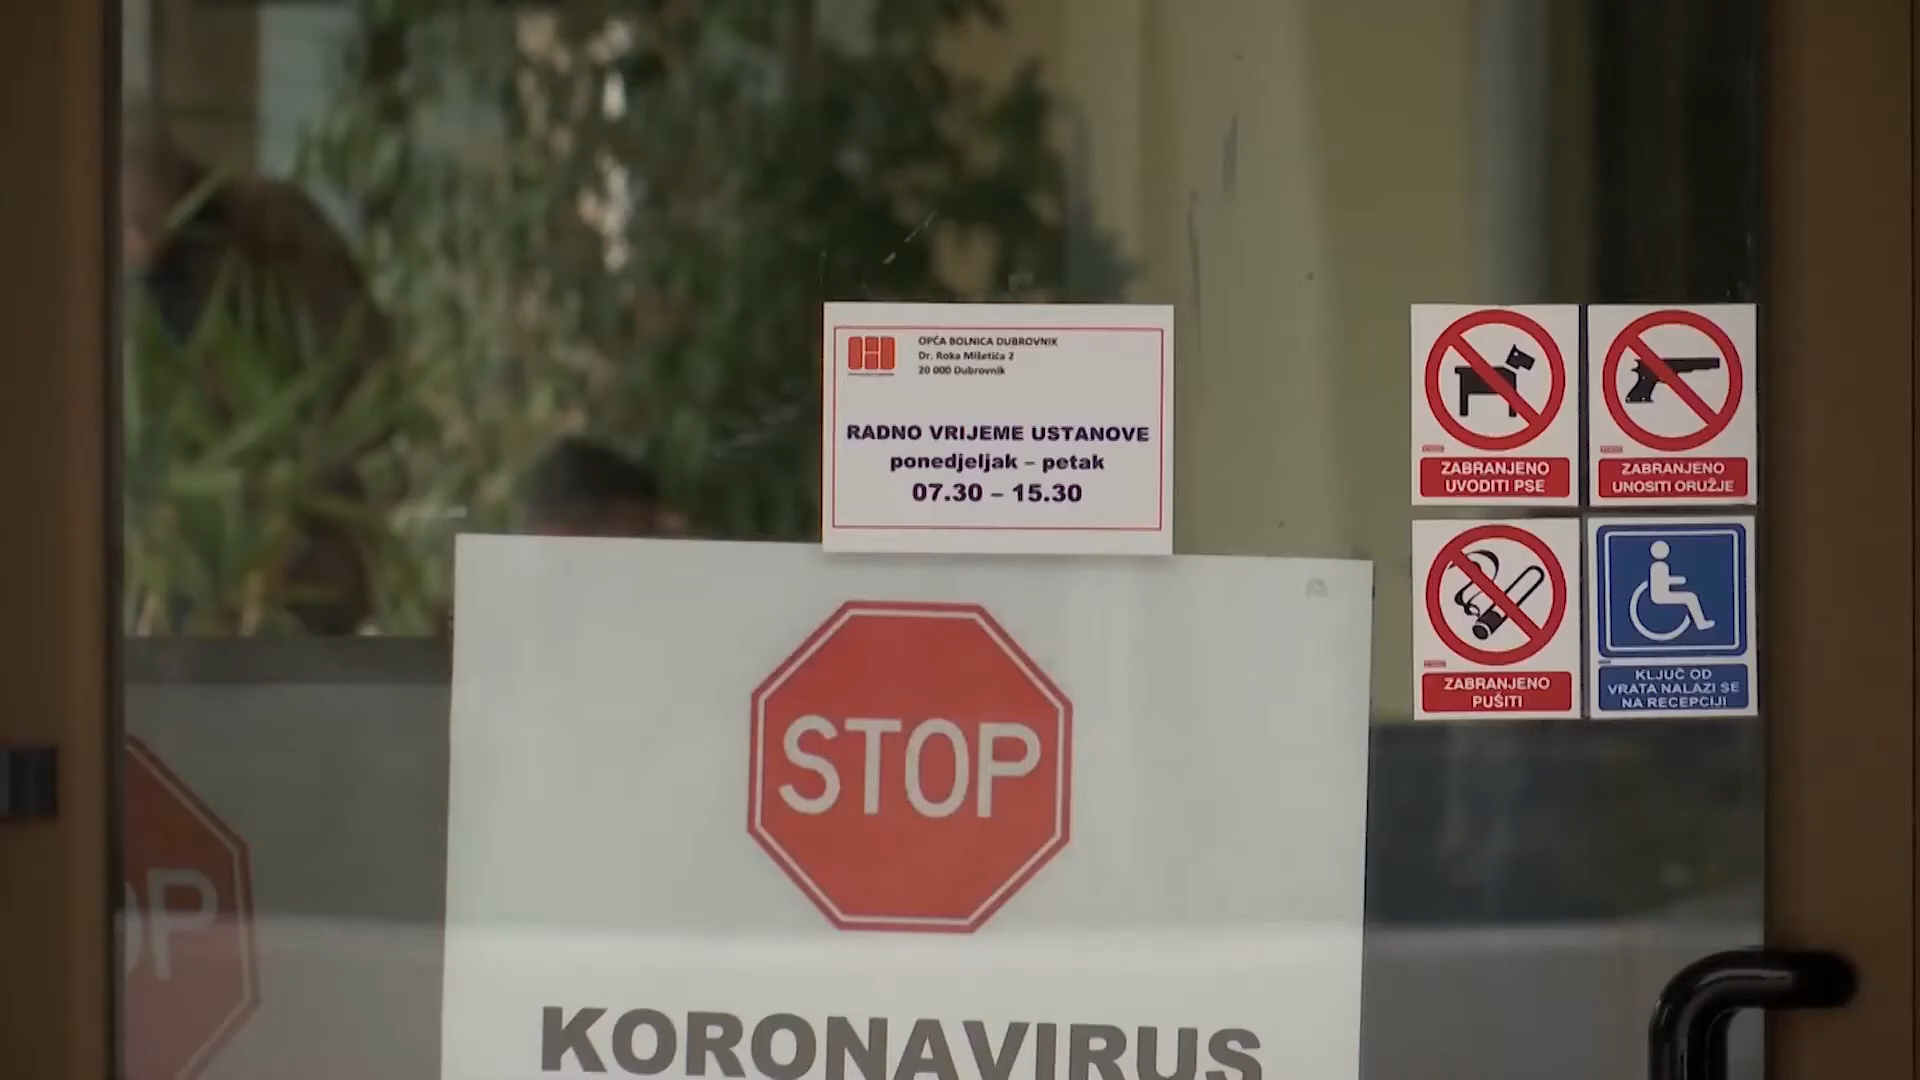 OPĆA BOLNICA DUBROVNIK
Dr. Roka Mišetića 2
20 000 Dubrovnik
RADNO VRIJEME USTANOVE
ponedjeljak – petak
07.30 – 15.30
ZABRANJENO
UVODITI PSE
ZABRANJENO
UNOSITI ORUŽJE
ZABRANJENO
PUŠITI
KLJUČ OD
VRATA NALAZI SE
NA RECEPCIJI
STOP
KORONAVIRUS
OP